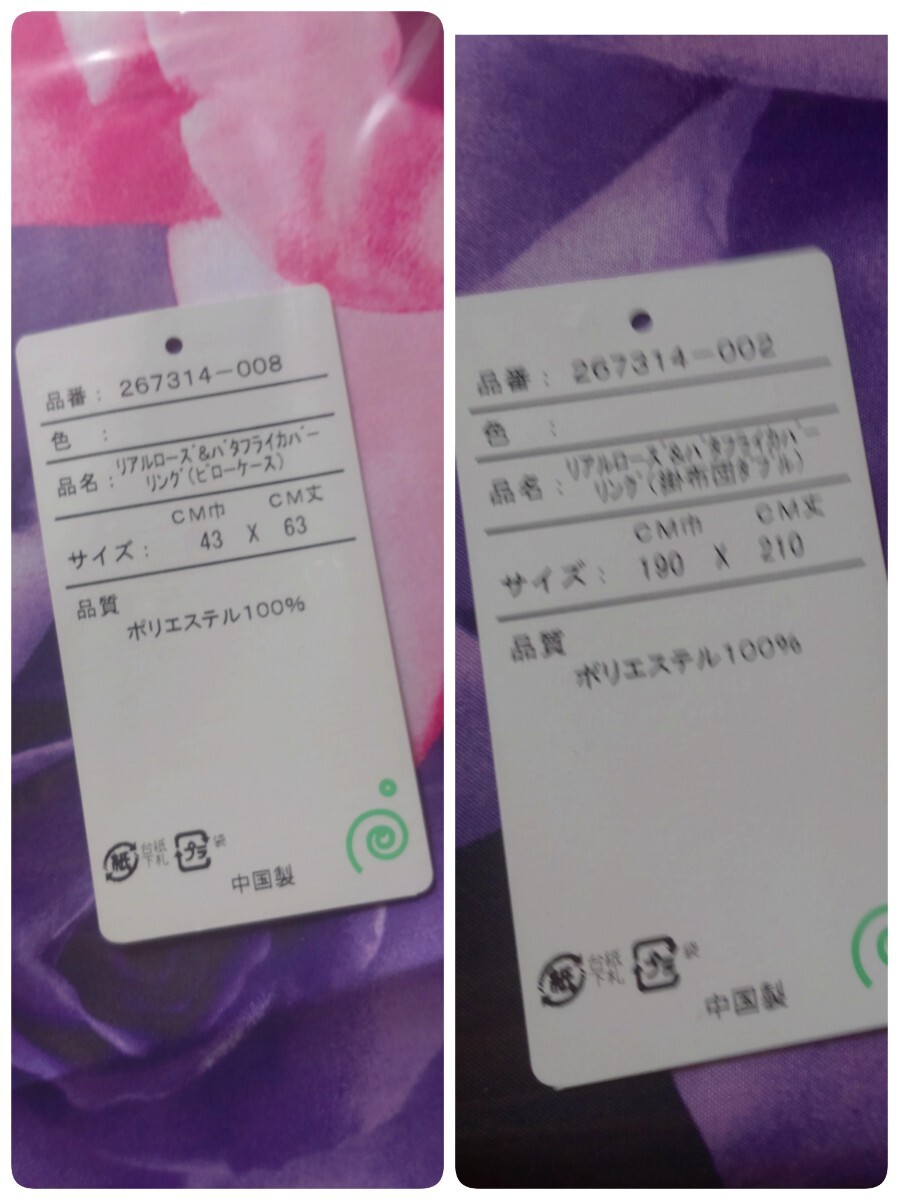 品番： 267314-008
色 ：
品名：ﾘｱﾙﾛｰｽﾞ&ﾊﾞﾀﾌﾗｲｶﾊﾞｰ
ﾘﾝｸﾞ(ﾋﾟﾛｰｹｰｽ)
CM巾 CM丈
サイズ： 43 X 63
品質
ポリエステル100%
紙 台紙
下札 プラ 袋
中国製
品番： 267314-002
色 ：
品名：ﾘｱﾙﾛｰｽﾞ&ﾊﾞﾀﾌﾗｲｶﾊﾞｰ
ﾘﾝｸﾞ(掛布団ﾀﾞﾌﾞﾙ)
CM巾 CM丈
サイズ： 190 X 210
品質
ポリエステル100%
紙 台紙
下札 プラ 袋
中国製